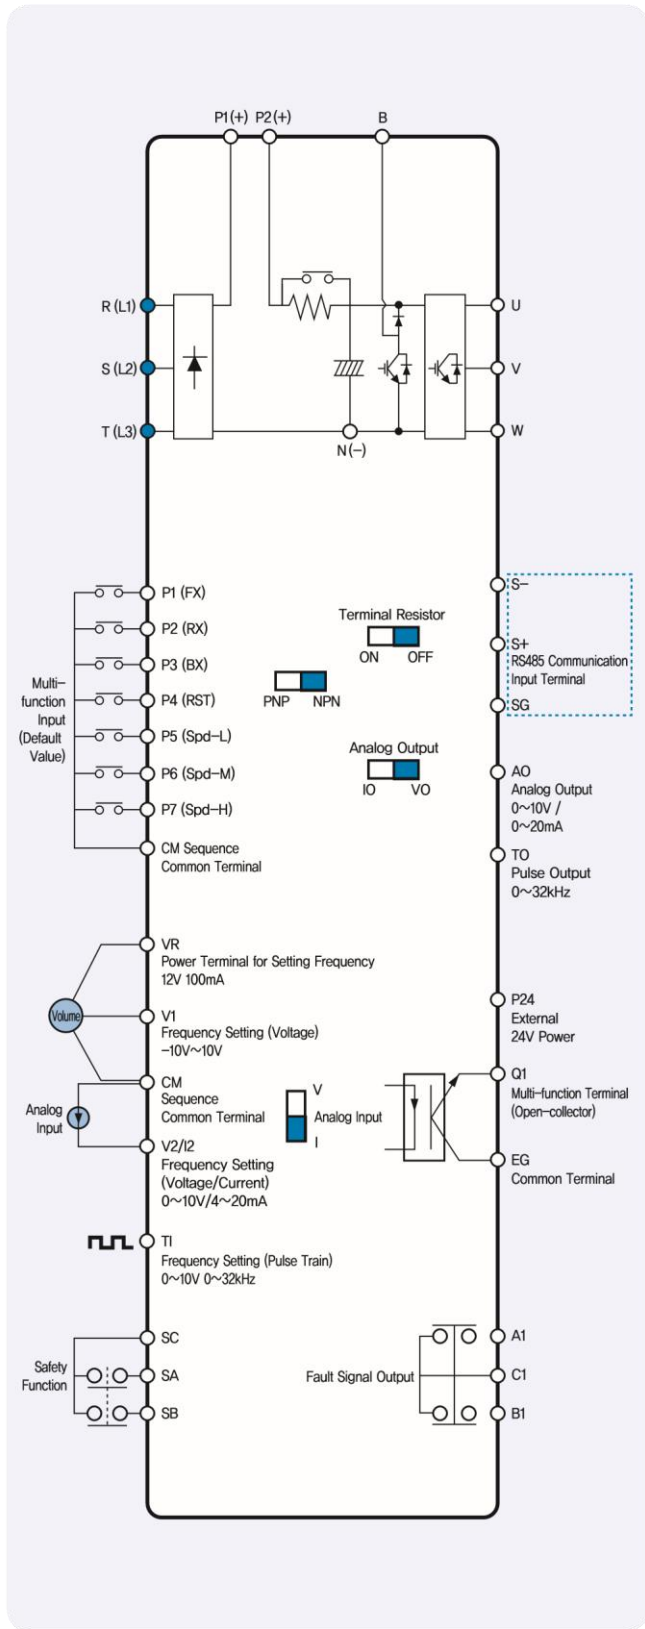 P1(+) P2(+) B
R (L1)
S (L2)
T (L3)
N(−)
U
V
W
P1 (FX)
P2 (RX)
P3 (BX)
P4 (RST)
P5 (Spd-L)
P6 (Spd-M)
P7 (Spd-H)
CM Sequence
Common Terminal
Multi-
function
Input
(Default
Value)
Terminal Resistor
ON OFF
PNP NPN
Analog Output
IO VO
S−
S+
RS485 Communication
Input Terminal
SG
AO
Analog Output
0~10V /
0~20mA
TO
Pulse Output
0~32kHz
VR
Power Terminal for Setting Frequency
12V 100mA
Volume
V1
Frequency Setting (Voltage)
−10V~10V
CM
Sequence
Common Terminal
Analog
Input
V2/I2
Frequency Setting
(Voltage/Current)
0~10V/4~20mA
V
Analog Input
I
P24
External
24V Power
Q1
Multi-function Terminal
(Open-collector)
EG
Common Terminal
TI
Frequency Setting (Pulse Train)
0~10V 0~32kHz
Safety
Function
SC
SA
SB
Fault Signal Output
A1
C1
B1